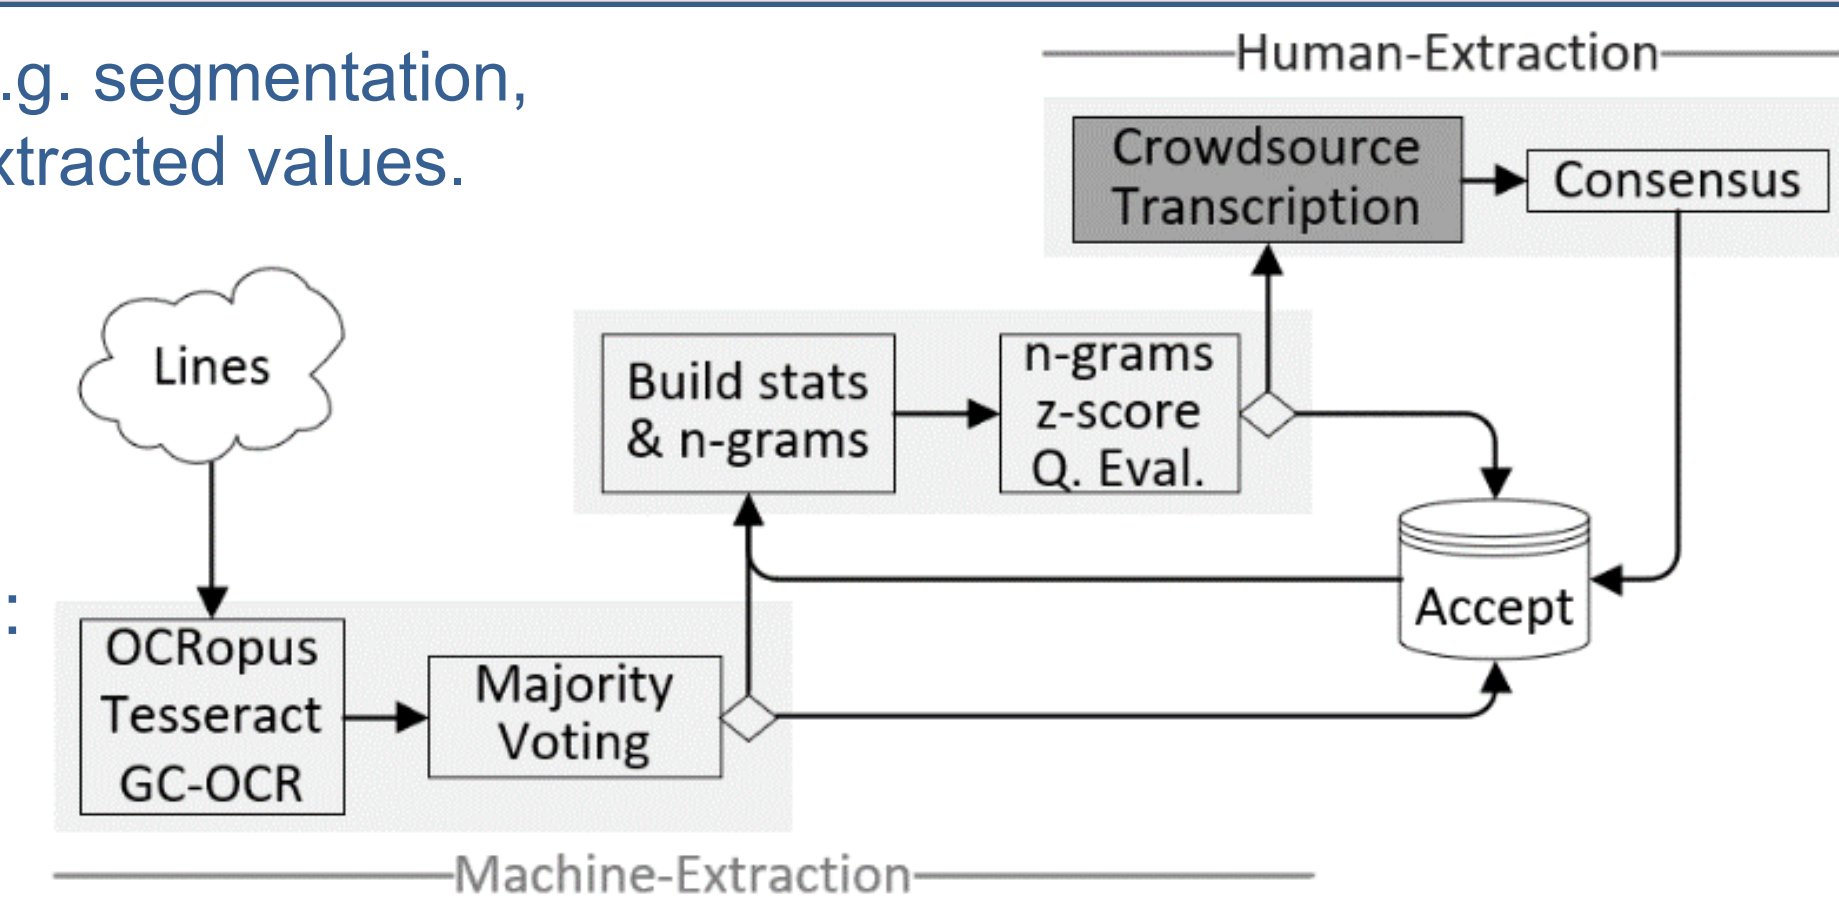 .g. segmentation,
xtracted values.
:
Human-Extraction
Crowdsource
Transcription
Consensus
Lines
Build stats
& n-grams
n-grams
z-score
Q. Eval.
Accept
OCRopus
Tesseract
GC-OCR
Majority
Voting
Machine-Extraction